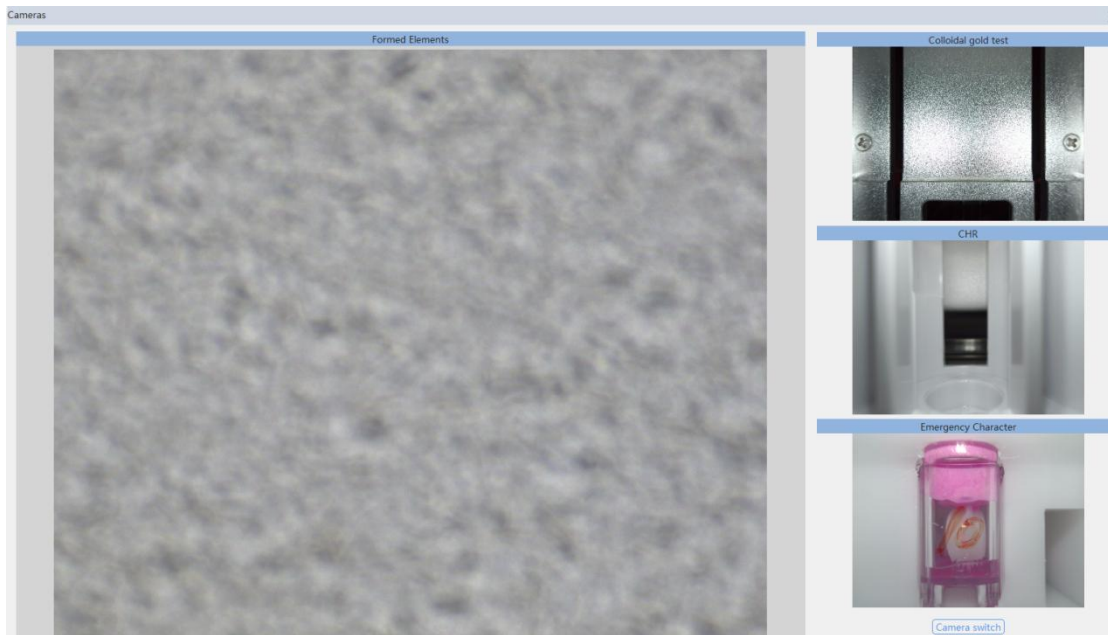 Cameras
Formed Elements
Colloidal gold test
CHR
Emergency Character
Camera switch